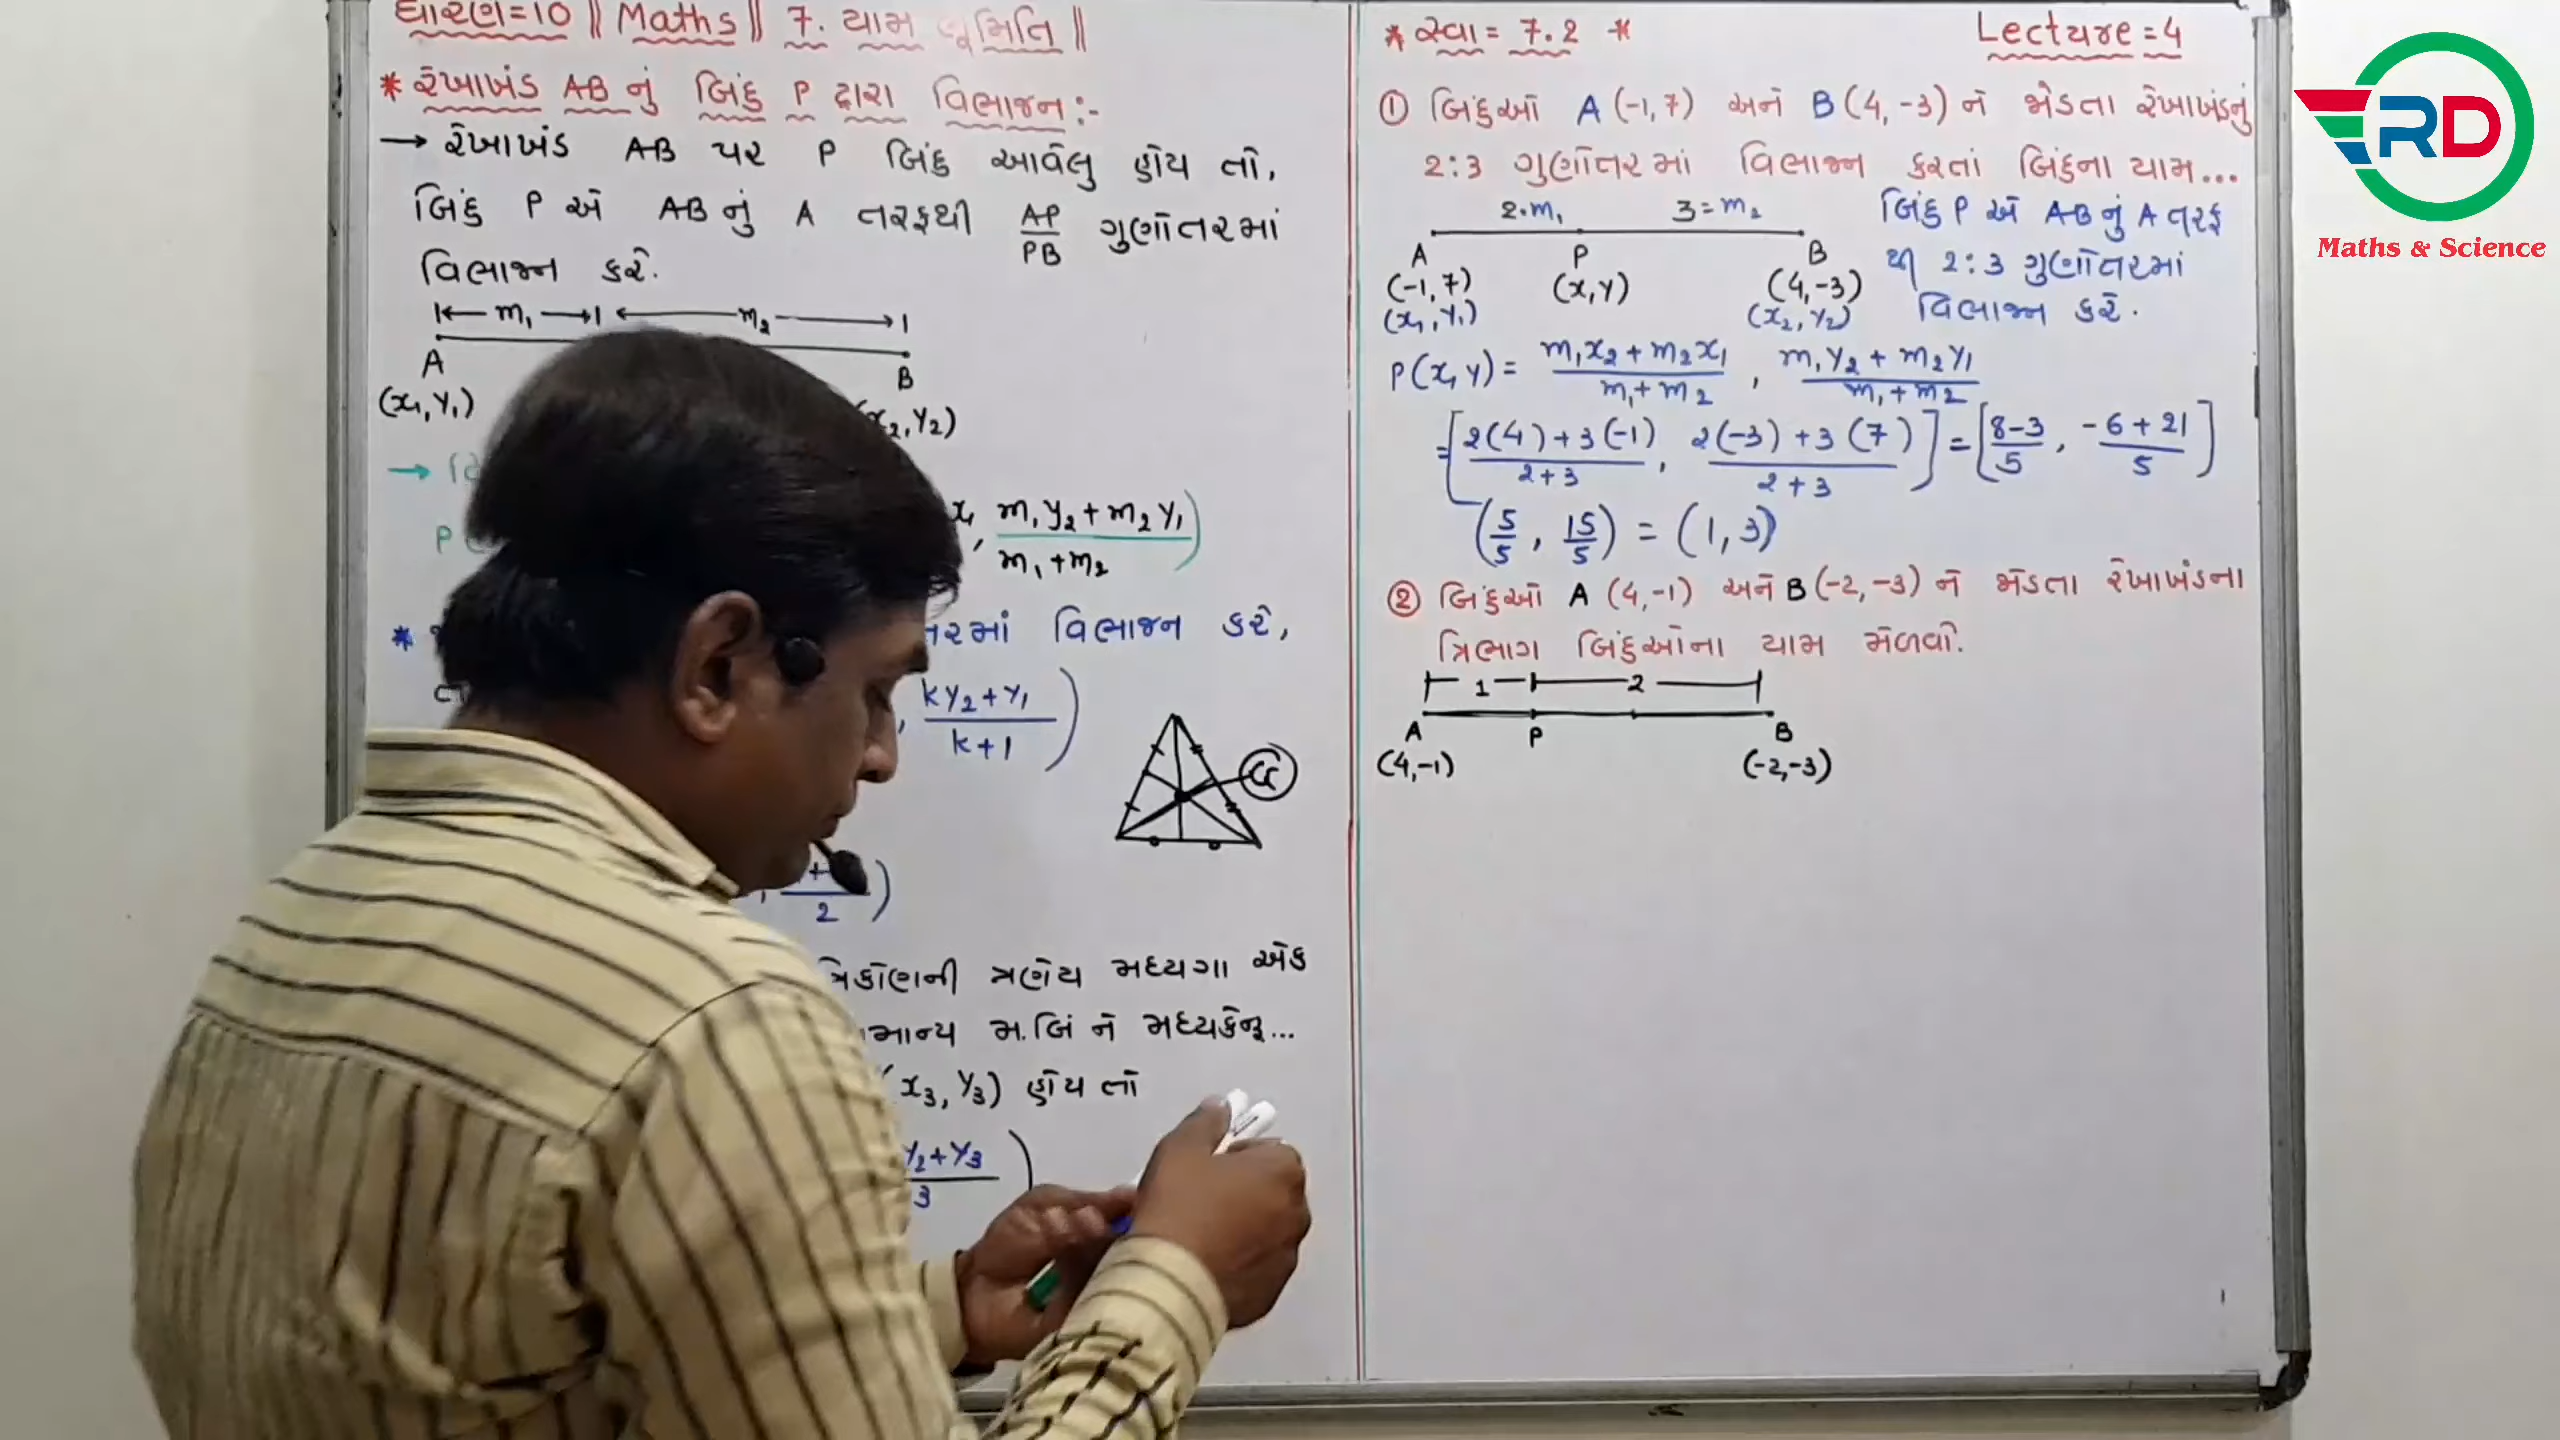 ધોરણ=10 || Maths || 7. યામ ભૂમિતિ ||
* રેખાખંડ AB નું બિંદુ P દ્વારા વિભાજન :-
→ રેખાખંડ AB પર P બિંદુ આવેલુ હોય તો,
બિંદુ P એ AB નું A તરફથી AP/PB ગુણોતરમાં
વિભાજન કરે.
m₁ m₂
A B
(x₁, y₁) x₂, y₂)
→
P
x₁, (m₁y₂ + m₂y₁)/(m₁ + m₂))
* તરમાં વિભાજન કરે,
, (ky₂ + y₁)/(k + 1))
G
2 )
ત્રિકોણની ત્રણેય મધ્યગા એક
માન્ય મ.બિં ને મધ્યકેન્દ્ર...
(x₃, y₃) હોય તો
y₂ + y₃
3 )
* સ્વા = 7.2 *
Lecture = 4
① બિંદુઓ A (-1, 7) અને B (4, -3) ને જોડતા રેખાખંડનું
2:3 ગુણોતરમાં વિભાજન કરતાં બિંદુના યામ...
2=m₁ 3=m₂
A P B
(-1, 7) (x, y) (4, -3)
(x₁, y₁) (x₂, y₂)
બિંદુ P એ AB નું A તરફ
થી 2:3 ગુણોતરમાં
વિભાજન કરે.
P(x, y) = (m₁x₂ + m₂x₁)/(m₁ + m₂) , (m₁y₂ + m₂y₁)/(m₁ + m₂)
= [(2(4) + 3(-1))/(2+3) , (2(-3) + 3(7))/(2+3)] = [(8-3)/5 , (-6+21)/5]
(5/5 , 15/5) = (1, 3)
② બિંદુઓ A (4, -1) અને B (-2, -3) ને જોડતા રેખાખંડના
ત્રિભાગ બિંદુઓના યામ મેળવો.
1 2
A P B
(4, -1) (-2, -3)
RD
Maths & Science